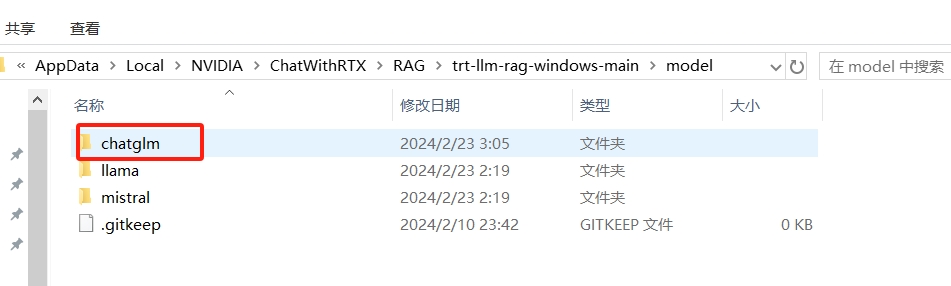 共享 查看
« AppData › Local › NVIDIA › ChatWithRTX › RAG › trt-llm-rag-windows-main › model 在 model 中搜索
名称 修改日期 类型 大小
chatglm 2024/2/23 3:05 文件夹
llama 2024/2/23 2:19 文件夹
mistral 2024/2/23 2:19 文件夹
.gitkeep 2024/2/10 23:42 GITKEEP 文件 0 KB